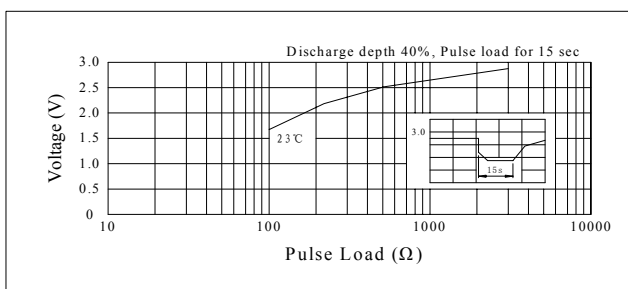 Discharge depth 40%, Pulse load for 15 sec
Voltage (V)
3.0
2.5
2.0
1.5
1.0
0.5
0
23℃
3.0
15s
10 100 1000 10000
Pulse Load (Ω)